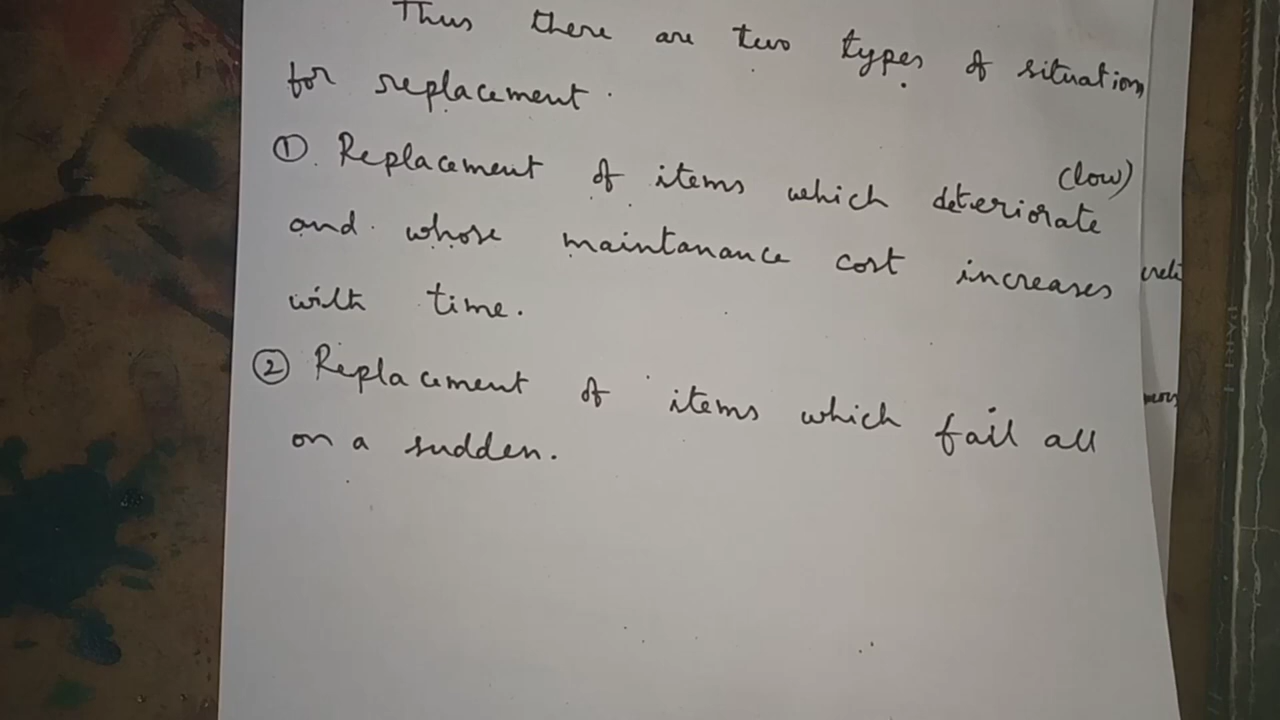 Thus there are two types of situation,
for replacement.
① Replacement of items which deteriorate (low)
and whose maintanance cost increases
with time.
② Replacement of items which fail all
on a sudden.